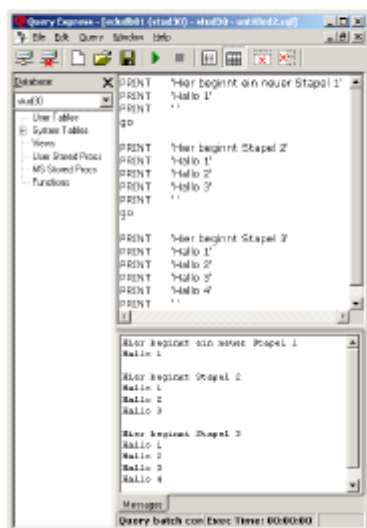 Query Express - [edufb01 (stud30) - stud30 - untitled2.sql]
File Edit Query Window Help
Database:
stud30
User Tables
System Tables
Views
User Stored Procs
MS Stored Procs
Functions
PRINT 'Hier beginnt ein neuer Stapel 1'
PRINT 'Hallo 1'
PRINT ' '
go
PRINT 'Hier beginnt Stapel 2'
PRINT 'Hallo 1'
PRINT 'Hallo 2'
PRINT 'Hallo 3'
PRINT ' '
go
PRINT 'Hier beginnt Stapel 3'
PRINT 'Hallo 1'
PRINT 'Hallo 2'
PRINT 'Hallo 3'
PRINT 'Hallo 4'
PRINT ' '
Hier beginnt ein neuer Stapel 1
Hallo 1
Hier beginnt Stapel 2
Hallo 1
Hallo 2
Hallo 3
Hier beginnt Stapel 3
Hallo 1
Hallo 2
Hallo 3
Hallo 4
Messages
Query batch con Exec Time: 00:00:00